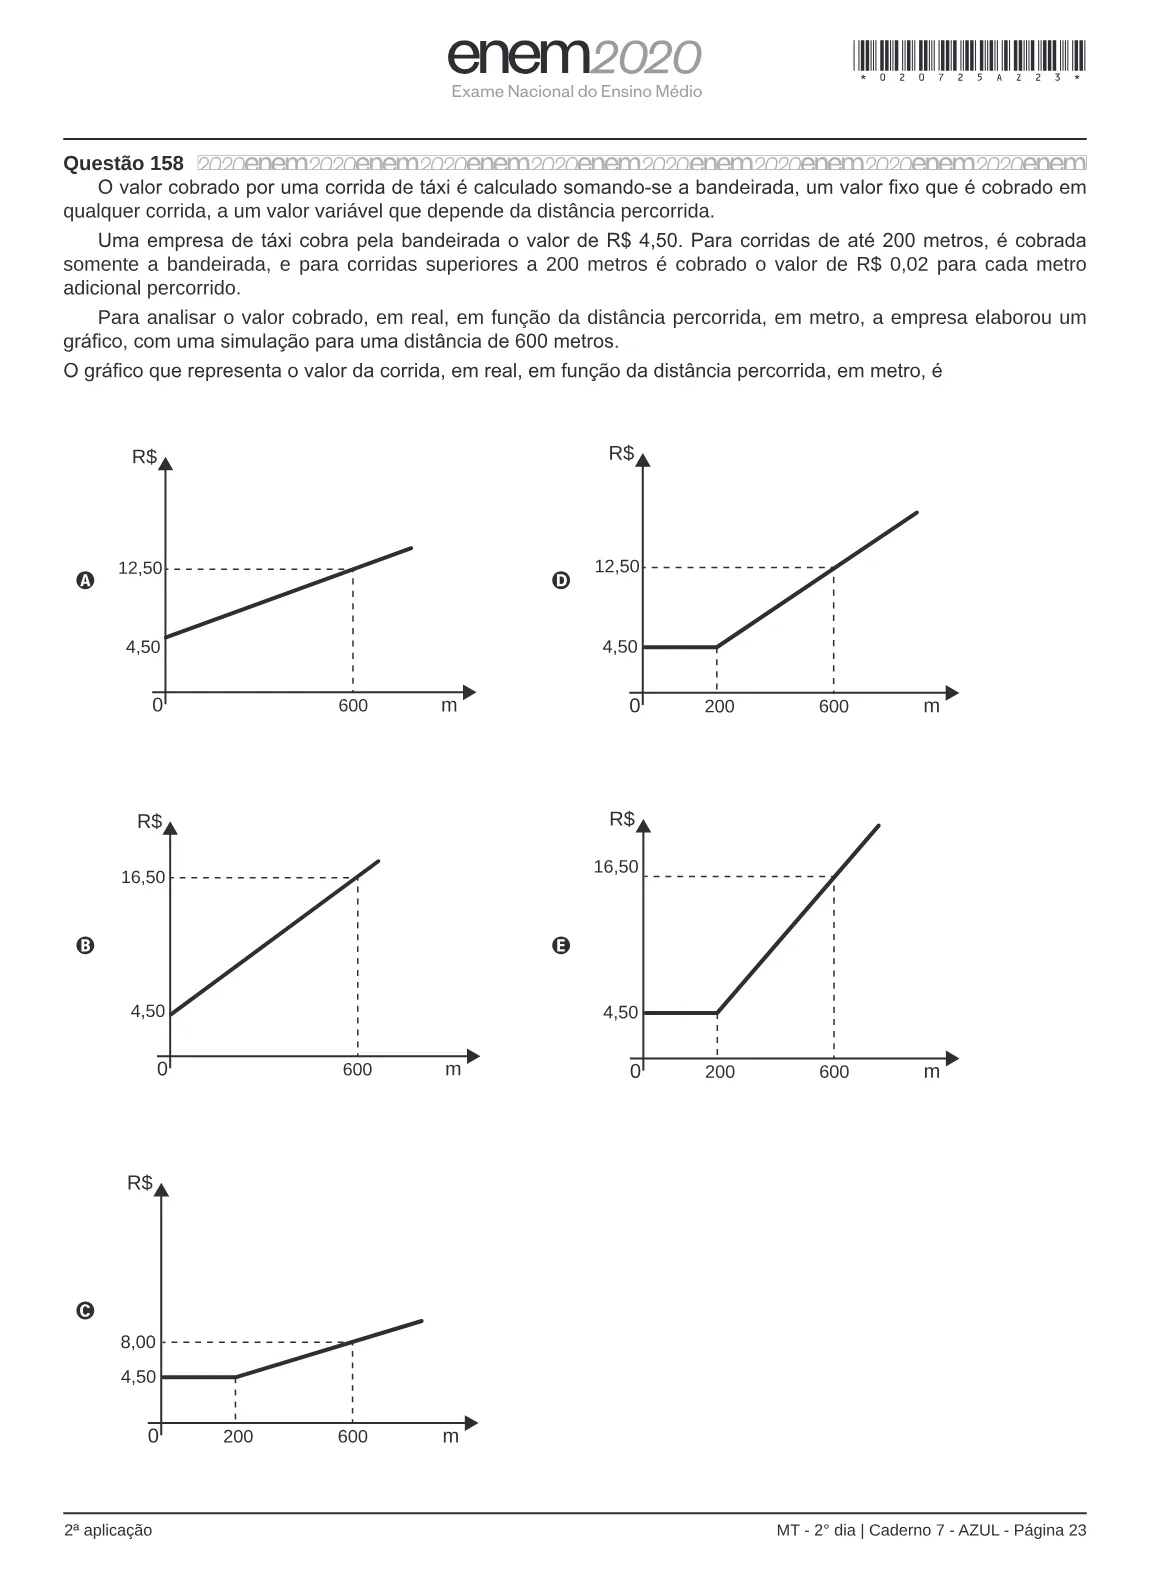 enem2020
Exame Nacional do Ensino Médio
*020725AZ23*
Questão 158 2020enem2020enem2020enem2020enem2020enem2020enem2020enem2020enem
O valor cobrado por uma corrida de táxi é calculado somando-se a bandeirada, um valor fixo que é cobrado em
qualquer corrida, a um valor variável que depende da distância percorrida.
Uma empresa de táxi cobra pela bandeirada o valor de R$ 4,50. Para corridas de até 200 metros, é cobrada
somente a bandeirada, e para corridas superiores a 200 metros é cobrado o valor de R$ 0,02 para cada metro
adicional percorrido.
Para analisar o valor cobrado, em real, em função da distância percorrida, em metro, a empresa elaborou um
gráfico, com uma simulação para uma distância de 600 metros.
O gráfico que representa o valor da corrida, em real, em função da distância percorrida, em metro, é
R$
12,50
A
4,50
0 600 m
R$
12,50
D
4,50
0 200 600 m
R$
16,50
B
4,50
0 600 m
R$
16,50
E
4,50
0 200 600 m
R$
C
8,00
4,50
0 200 600 m
2ª aplicação
MT - 2° dia | Caderno 7 - AZUL - Página 23